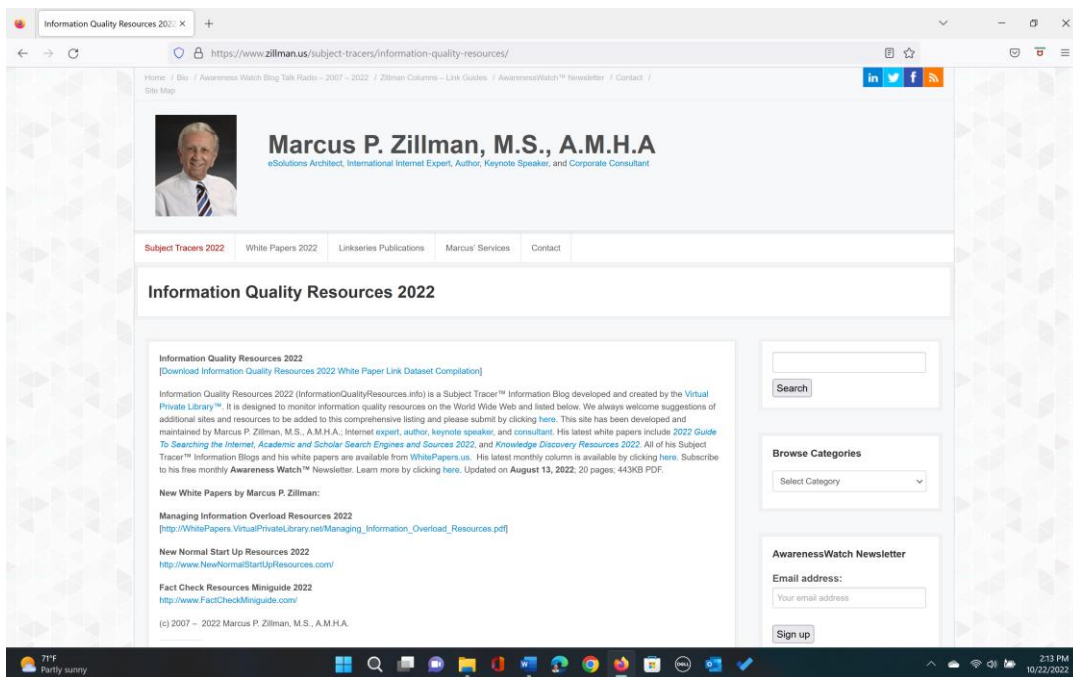 Information Quality Resources 2022
https://www.zillman.us/subject-tracers/information-quality-resources/
Home / Bio / Awareness Watch Blog Talk Radio – 2007 – 2022 / Zillman Columns – Link Guides / AwarenessWatch™ Newsletter / Contact /
Site Map
Marcus P. Zillman, M.S., A.M.H.A
eSolutions Architect, International Internet Expert, Author, Keynote Speaker, and Corporate Consultant
Subject Tracers 2022 White Papers 2022 Linkseries Publications Marcus' Services Contact
Information Quality Resources 2022
Information Quality Resources 2022
[Download Information Quality Resources 2022 White Paper Link Dataset Compilation]
Information Quality Resources 2022 (InformationQualityResources.info) is a Subject Tracer™ Information Blog developed and created by the Virtual
Private Library™. It is designed to monitor information quality resources on the World Wide Web and listed below. We always welcome suggestions of
additional sites and resources to be added to this comprehensive listing and please submit by clicking here. This site has been developed and
maintained by Marcus P. Zillman, M.S., A.M.H.A.; Internet expert, author, keynote speaker, and consultant. His latest white papers include 2022 Guide
To Searching the Internet, Academic and Scholar Search Engines and Sources 2022, and Knowledge Discovery Resources 2022. All of his Subject
Tracer™ Information Blogs and his white papers are available from WhitePapers.us. His latest monthly column is available by clicking here. Subscribe
to his free monthly Awareness Watch™ Newsletter. Learn more by clicking here. Updated on August 13, 2022; 20 pages; 443KB PDF.
New White Papers by Marcus P. Zillman:
Managing Information Overload Resources 2022
[http://WhitePapers.VirtualPrivateLibrary.net/Managing_Information_Overload_Resources.pdf]
New Normal Start Up Resources 2022
http://www.NewNormalStartUpResources.com/
Fact Check Resources Miniguide 2022
http://www.FactCheckMiniguide.com/
(c) 2007 – 2022 Marcus P. Zillman, M.S., A.M.H.A.
Search
Browse Categories
Select Category
AwarenessWatch Newsletter
Email address:
Your email address
Sign up
71°F
Partly sunny
DELL
2:13 PM
10/22/2022